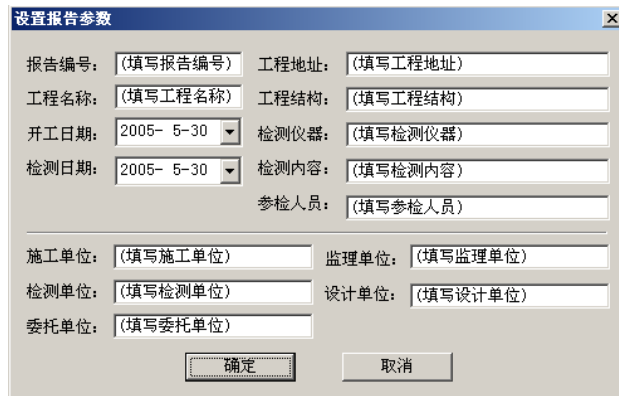 设置报告参数
报告编号： (填写报告编号) 工程地址： (填写工程地址)
工程名称： (填写工程名称) 工程结构： (填写工程结构)
开工日期： 2005- 5-30 检测仪器： (填写检测仪器)
检测日期： 2005- 5-30 检测内容： (填写检测内容)
参检人员： (填写参检人员)
施工单位： (填写施工单位) 监理单位： (填写监理单位)
检测单位： (填写检测单位) 设计单位： (填写设计单位)
委托单位： (填写委托单位)
确定 取消